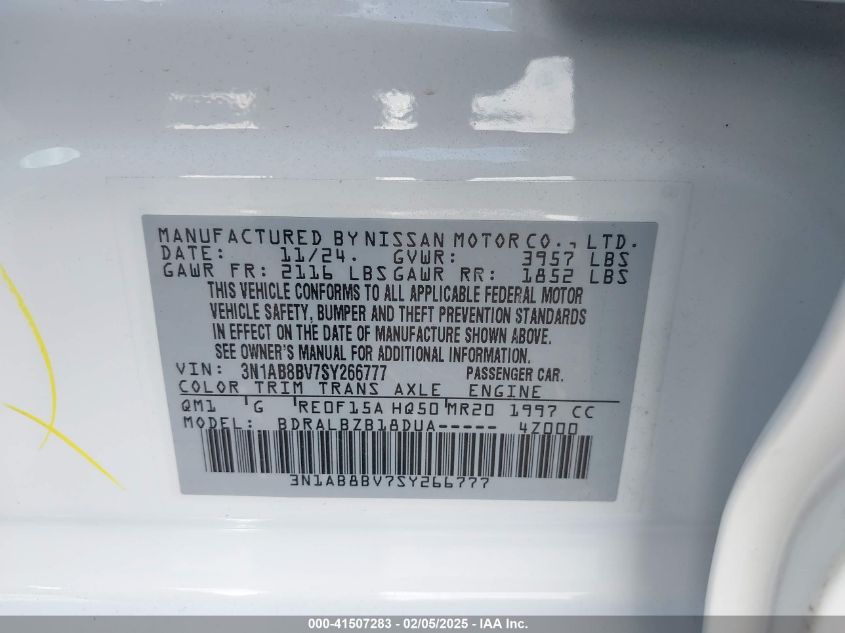 MANUFACTURED BY NISSAN MOTOR CO., LTD.
DATE: 11/24. GVWR: 3957 LBS
GAWR FR: 2116 LBS GAWR RR: 1852 LBS
THIS VEHICLE CONFORMS TO ALL APPLICABLE FEDERAL MOTOR
VEHICLE SAFETY, BUMPER AND THEFT PREVENTION STANDARDS
IN EFFECT ON THE DATE OF MANUFACTURE SHOWN ABOVE.
SEE OWNER'S MANUAL FOR ADDITIONAL INFORMATION.
VIN: 3N1AB8BV7SY266777 PASSENGER CAR.
COLOR TRIM TRANS AXLE ENGINE
QM1 G RE0F15A HQ50 MR20 1997 CC
MODEL: BDRALBZB18DUA----- 4Z000
3N1AB8BV7SY266777
000-41507283 - 02/05/2025 - IAA Inc.